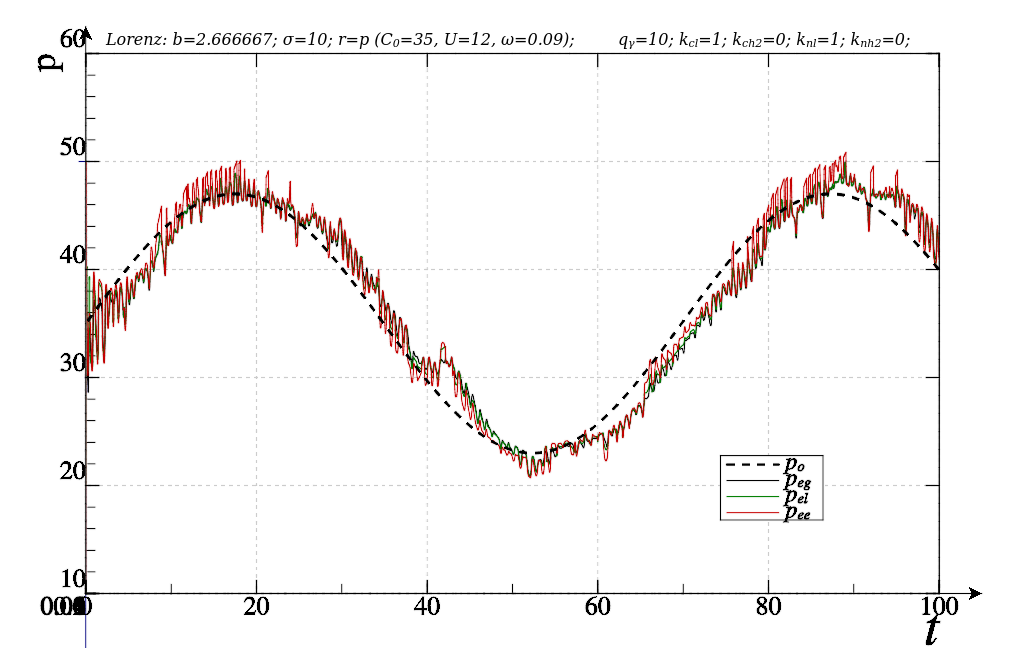 Lorenz: b=2.666667; σ=10; r=p (C₀=35, U=12, ω=0.09); qᵧ=10; k_cl=1; k_ch2=0; k_nl=1; k_nh2=0;
60
p
50
40
30
20
10
p_o
p_eg
p_el
p_ee
20 40 60 80 100
t